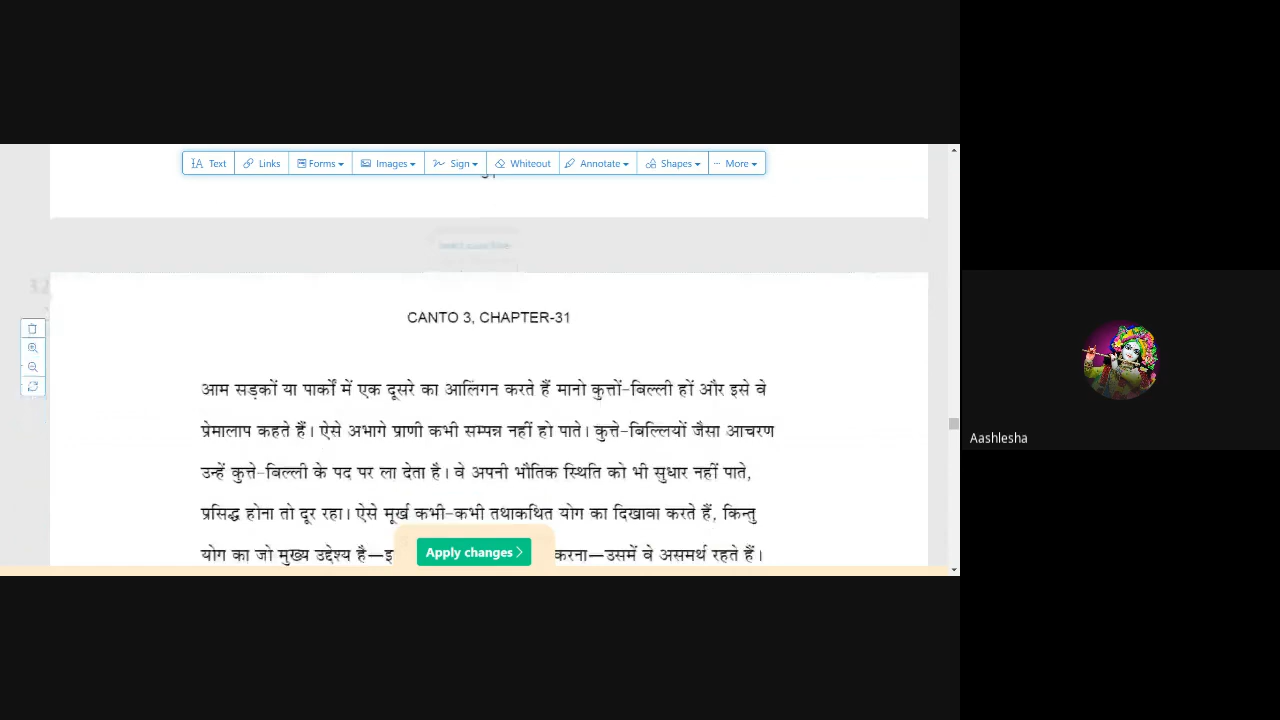 Text Links Forms Images Sign Whiteout Annotate Shapes More
32
CANTO 3, CHAPTER-31
आम सड़कों या पार्कों में एक दूसरे का आलिंगन करते हैं मानो कुत्तों-बिल्ली हों और इसे वे
प्रेमालाप कहते हैं। ऐसे अभागे प्राणी कभी सम्पन्न नहीं हो पाते। कुत्ते-बिल्लियों जैसा आचरण
उन्हें कुत्ते-बिल्ली के पद पर ला देता है। वे अपनी भौतिक स्थिति को भी सुधार नहीं पाते,
प्रसिद्ध होना तो दूर रहा। ऐसे मूर्ख कभी-कभी तथाकथित योग का दिखावा करते हैं, किन्तु
योग का जो मुख्य उद्देश्य है—इ करना—उसमें वे असमर्थ रहते हैं।
Apply changes
Aashlesha